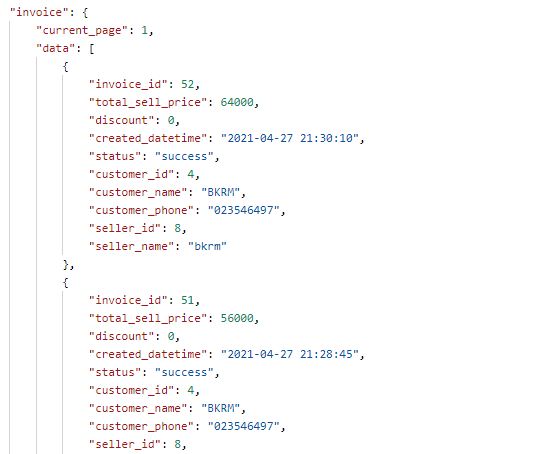 "invoice": {
"current_page": 1,
"data": [
{
"invoice_id": 52,
"total_sell_price": 64000,
"discount": 0,
"created_datetime": "2021-04-27 21:30:10",
"status": "success",
"customer_id": 4,
"customer_name": "BKRM",
"customer_phone": "023546497",
"seller_id": 8,
"seller_name": "bkrm"
},
{
"invoice_id": 51,
"total_sell_price": 56000,
"discount": 0,
"created_datetime": "2021-04-27 21:28:45",
"status": "success",
"customer_id": 4,
"customer_name": "BKRM",
"customer_phone": "023546497",
"seller_id": 8,